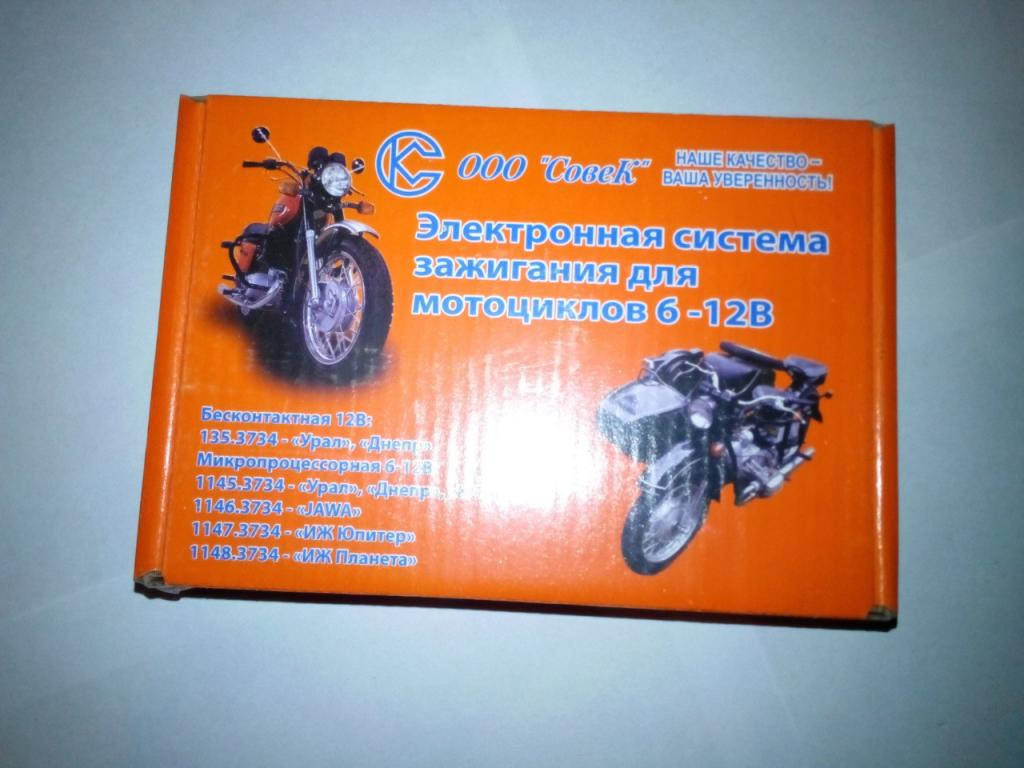 ООО "СовеК"
НАШЕ КАЧЕСТВО –
ВАША УВЕРЕННОСТЬ!
Электронная система
зажигания для
мотоциклов 6 -12В
Бесконтактная 12В:
135.3734 - «Урал», «Днепр»
Микропроцессорная 6-12В
1145.3734 - «Урал», «Днепр»,
1146.3734 - «JAWA»
1147.3734 - «ИЖ Юпитер»
1148.3734 - «ИЖ Планета»